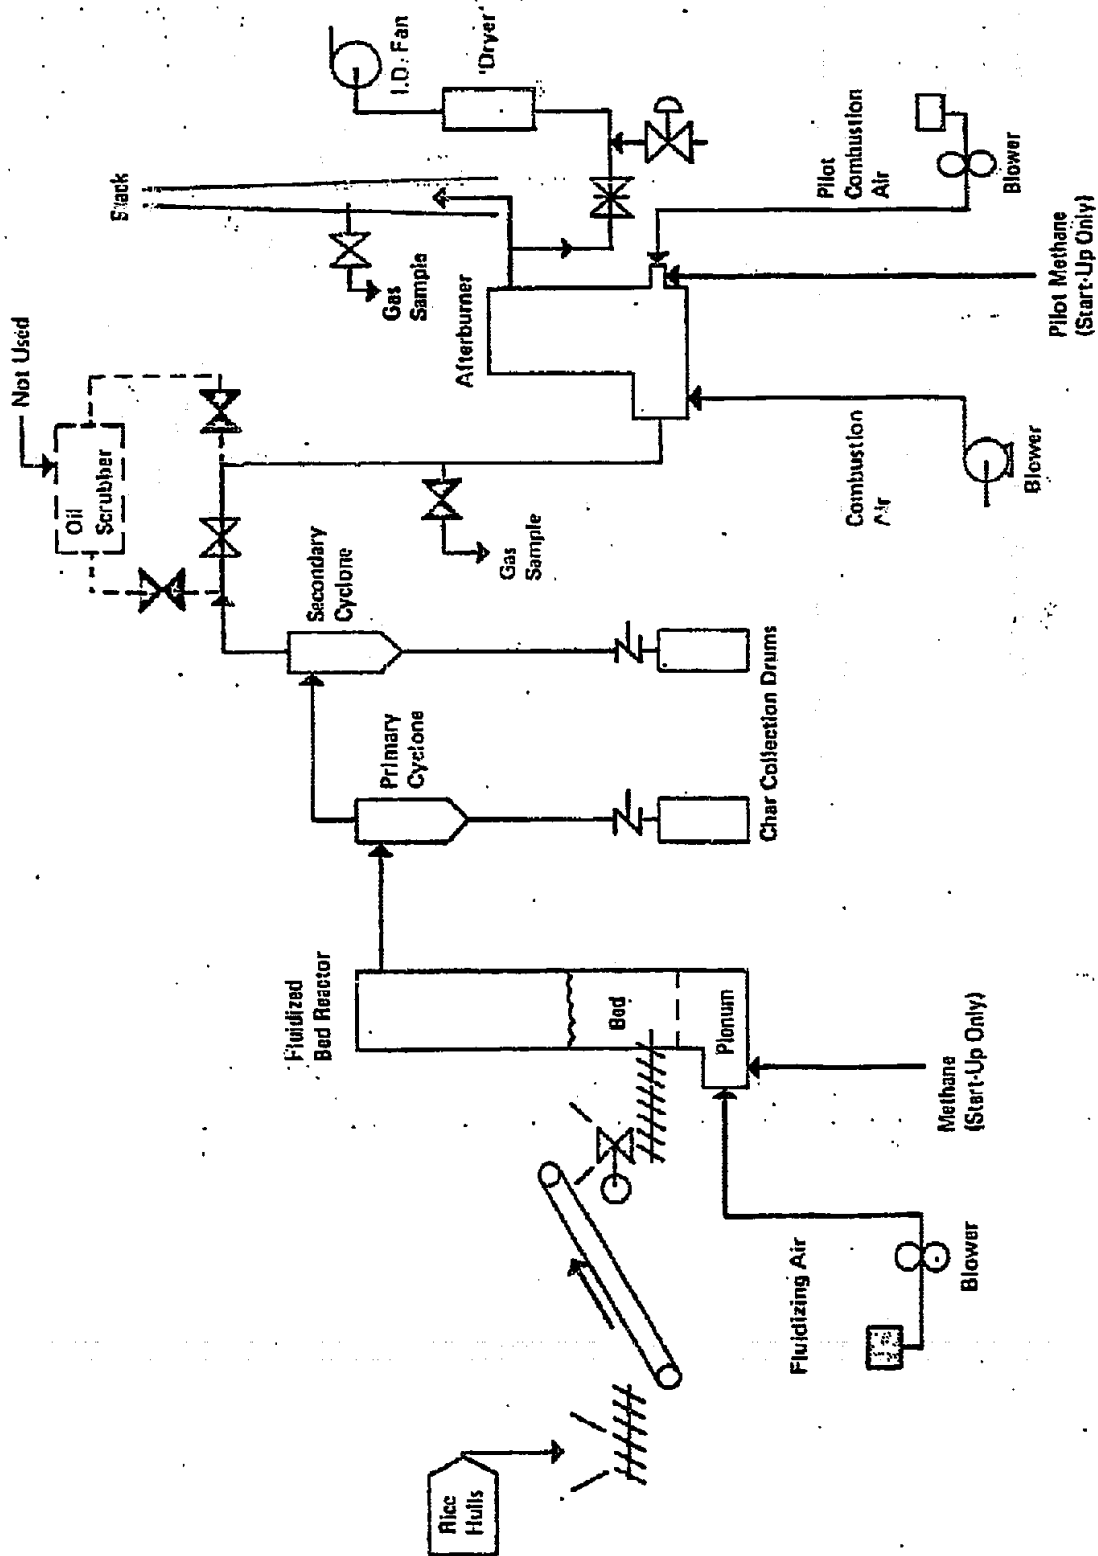 Rice
Hulls
Fluidizing Air
Blower
Methane
(Start-Up Only)
Fluidized
Bed Reactor
Bed
Plenum
Primary
Cyclone
Secondary
Cyclone
Char Collection Drums
Not Used
Oil
Scrubber
Gas
Sample
Combustion
Air
Blower
Afterburner
Gas
Sample
Stack
Pilot Methane
(Start-Up Only)
Pilot
Combustion
Air
Blower
I.D. Fan
'Dryer'